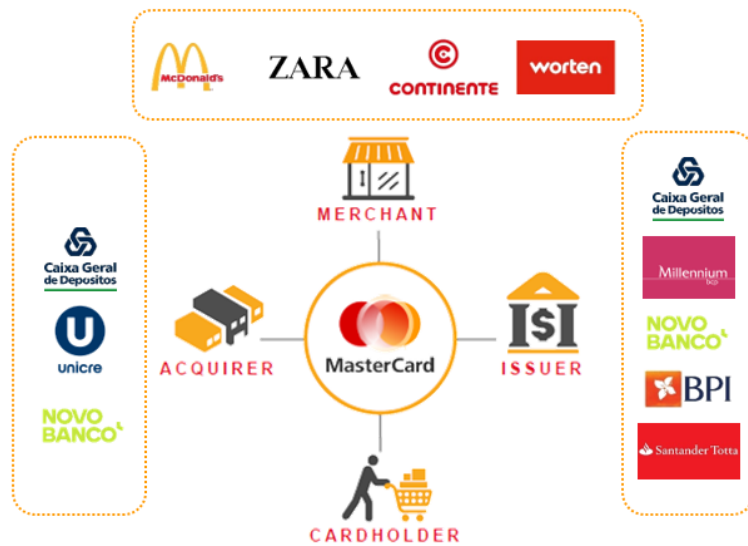 McDonald's
ZARA
CONTINENTE
worten
MERCHANT
Caixa Geral
de Depositos
unicre
NOVO
BANCO
ACQUIRER
MasterCard
ISSUER
Caixa Geral
de Depositos
Millennium
bcp
NOVO
BANCO
BPI
Santander Totta
CARDHOLDER